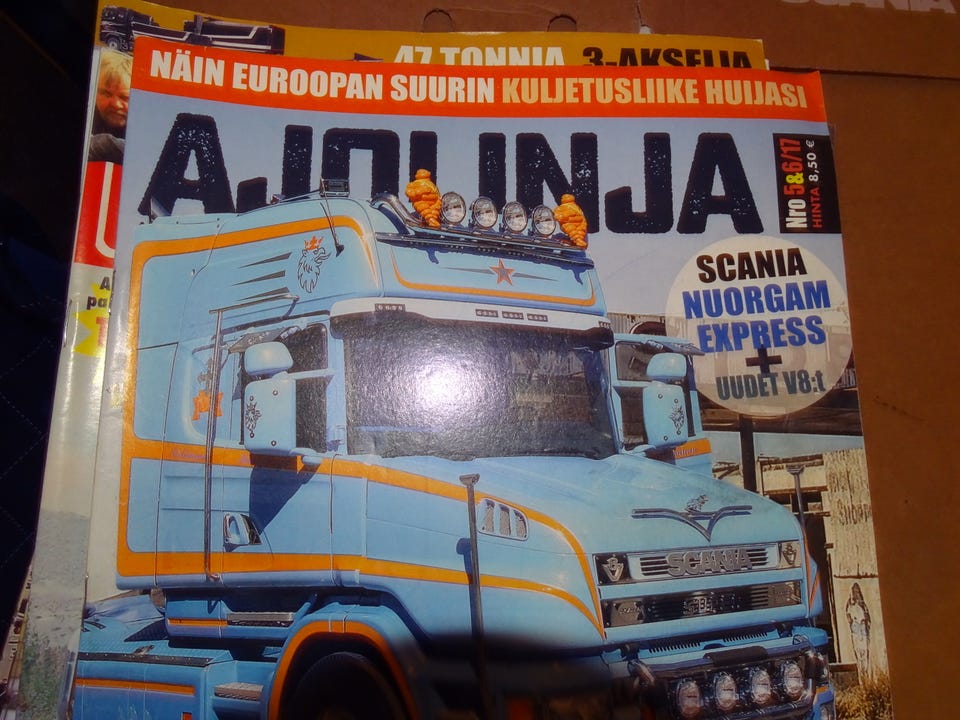 SCANIA
47 TONNIA 3-AKSELIA
NÄIN EUROOPAN SUURIN KULJETUSLIIKE HUIJASI
AJOLINJA
Nro 5&6/17
HINTA 8,50 €
SCANIA
NUORGAM
EXPRESS
+
UUDET V8:t
SCANIA